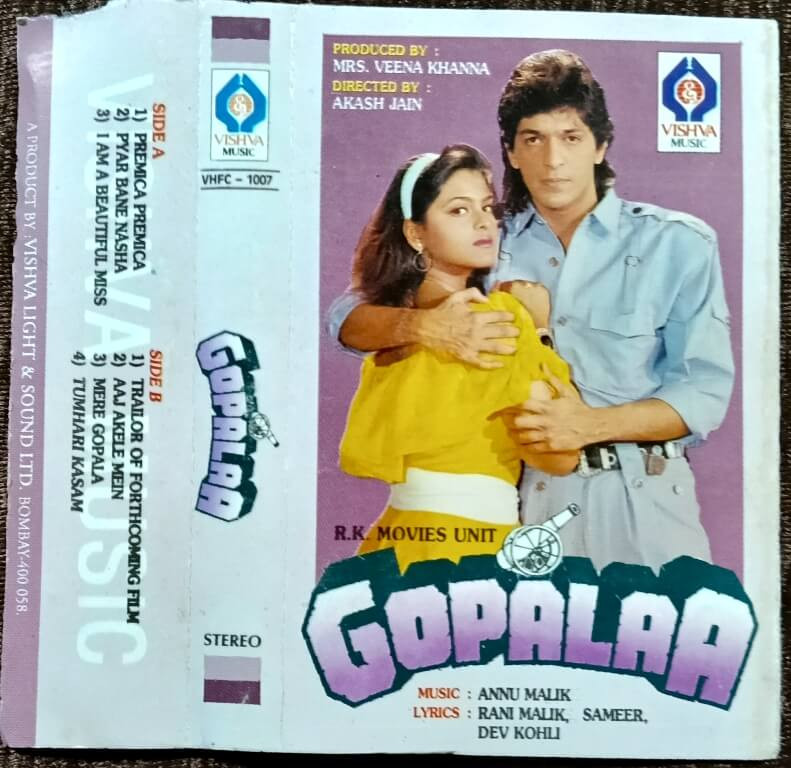 A PRODUCT BY :VISHVA LIGHT & SOUND LTD. BOMBAY-400 058.
VISHVA MUSIC
SIDE A
1) PREMICA PREMICA
2) PYAR BANE NASHA
3) I AM A BEAUTIFUL MISS
SIDE B
1) TRAILOR OF FORTHCOMING FILM
2) AAJ AKELE MEIN
3) MERE GOPALA
4) TUMHARI KASAM
VISHVA
MUSIC
VHFC - 1007
GOPALAA
STEREO
PRODUCED BY :
MRS. VEENA KHANNA
DIRECTED BY :
AKASH JAIN
VISHVA
MUSIC
R.K. MOVIES UNIT
GOPALAA
MUSIC : ANNU MALIK
LYRICS : RANI MALIK, SAMEER,
DEV KOHLI